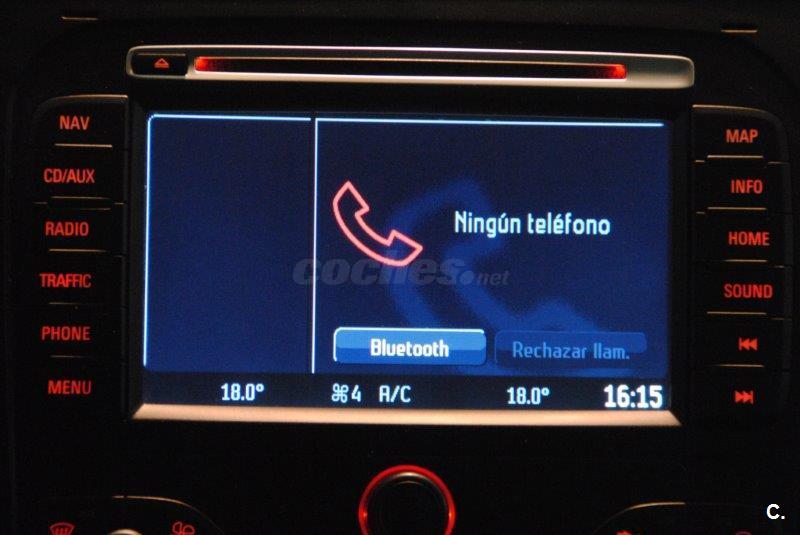 NAV
CD/AUX
RADIO
TRAFFIC
PHONE
MENU
Ningún teléfono
Bluetooth
Rechazar llam.
18.0°
4 A/C
18.0°
16:15
MAP
INFO
HOME
SOUND
coches.net
C.